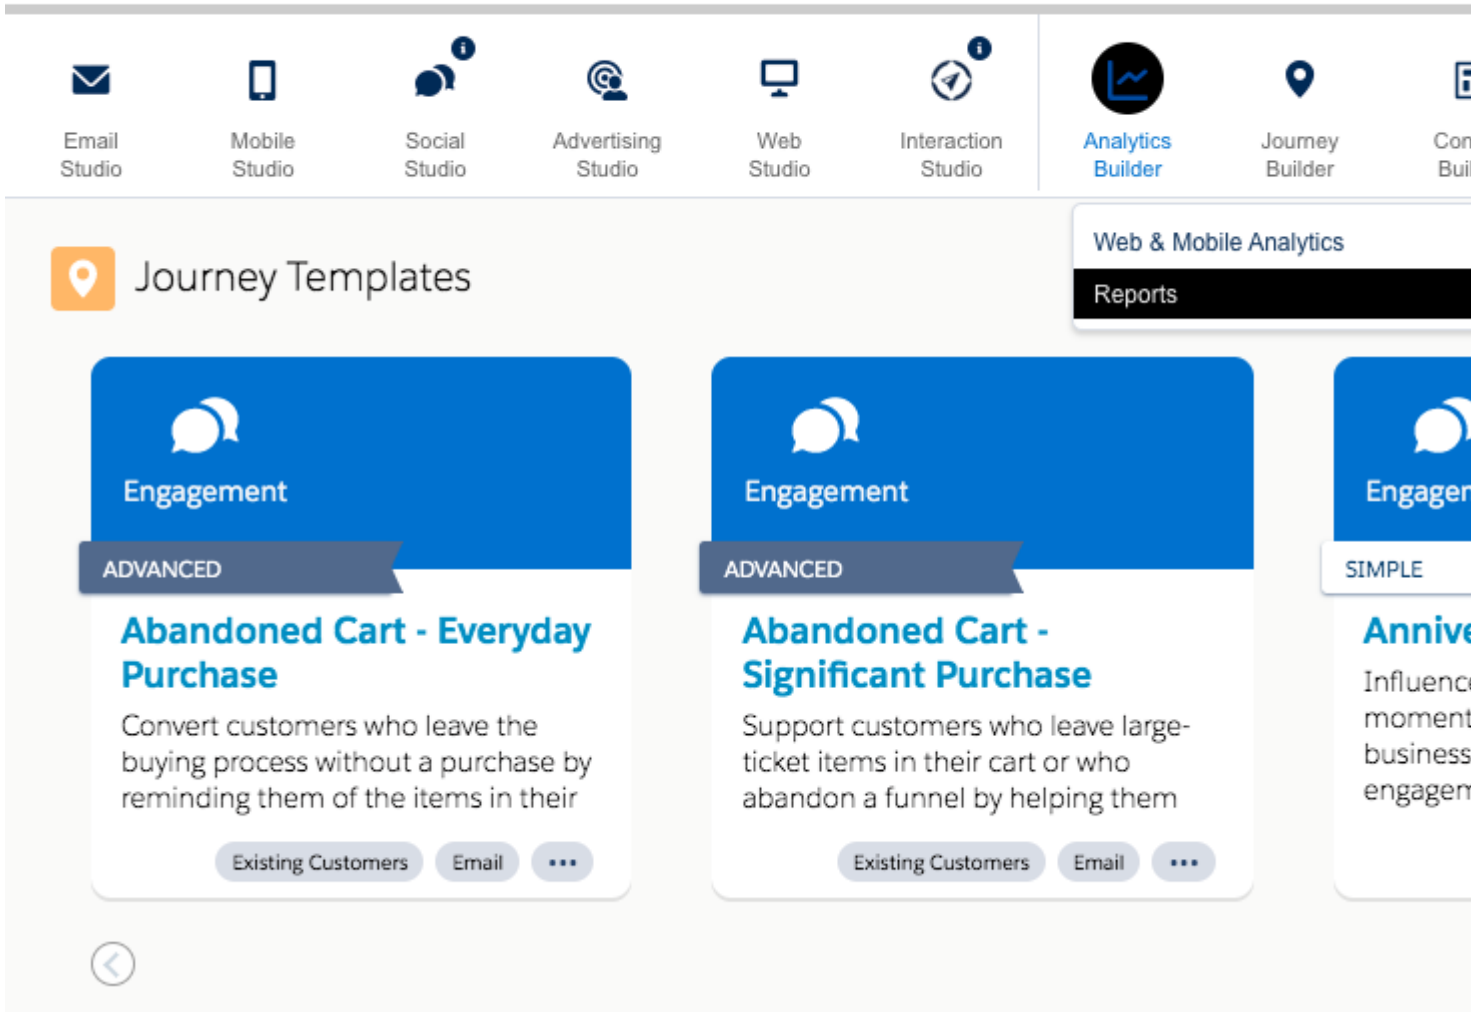 Email
Studio
Mobile
Studio
Social
Studio
Advertising
Studio
Web
Studio
Interaction
Studio
Analytics
Builder
Journey
Builder
Web & Mobile Analytics
Reports
Journey Templates
Engagement
ADVANCED
Abandoned Cart - Everyday
Purchase
Convert customers who leave the
buying process without a purchase by
reminding them of the items in their
Existing Customers Email •••
Engagement
ADVANCED
Abandoned Cart -
Significant Purchase
Support customers who leave large-
ticket items in their cart or who
abandon a funnel by helping them
Existing Customers Email •••
SIMPLE
business